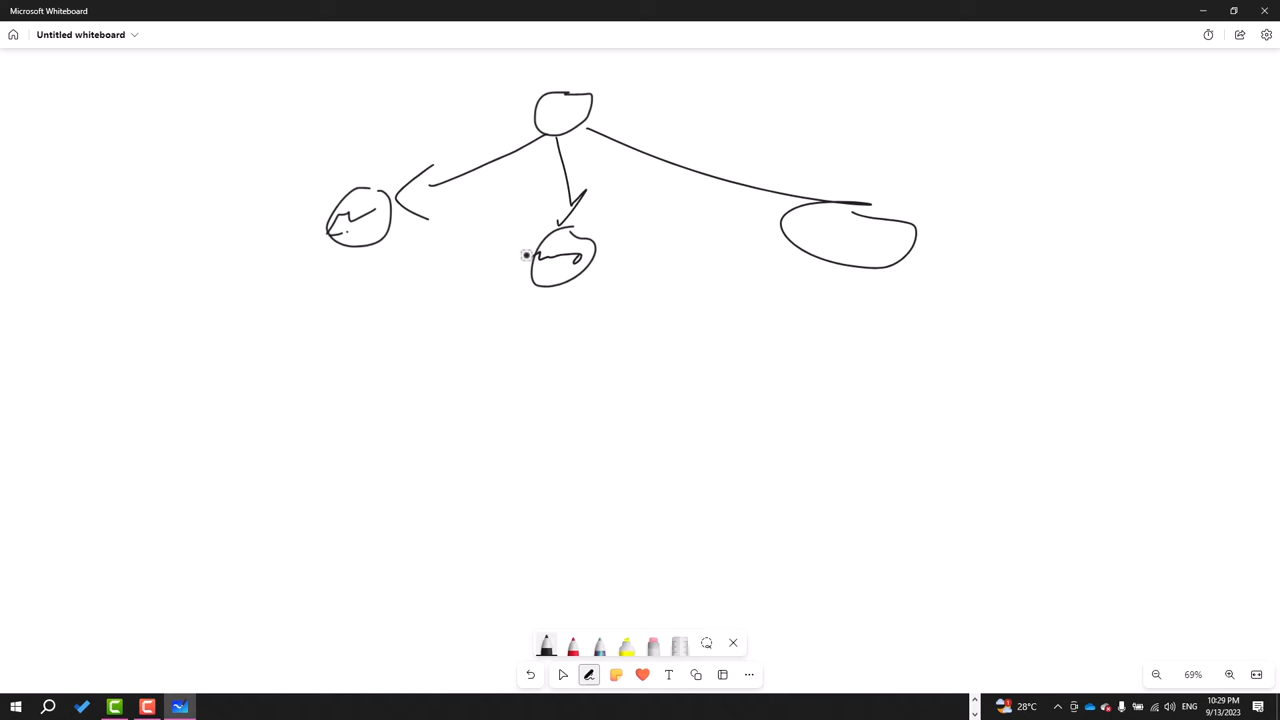 Microsoft Whiteboard
Untitled whiteboard
69%
28°C
ENG
10:29 PM
9/13/2023